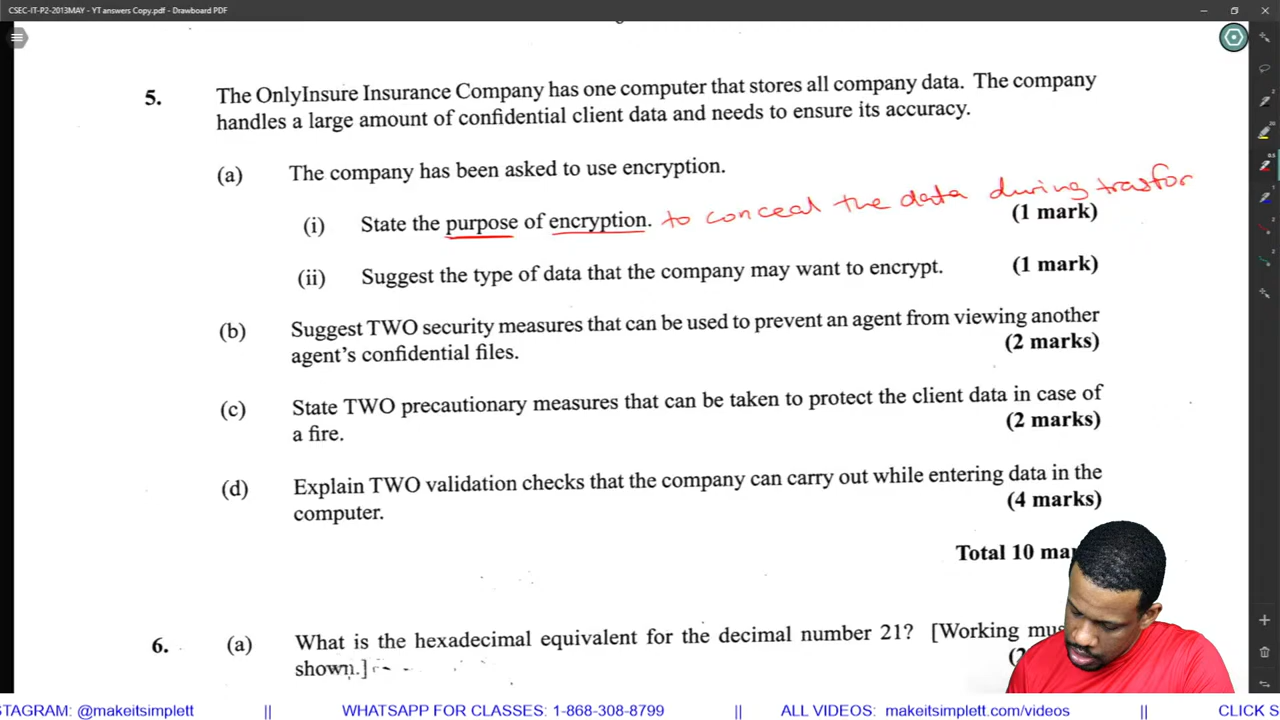 CSEC-IT-P2-2013MAY - YT answers Copy.pdf - Drawboard PDF
5. The OnlyInsure Insurance Company has one computer that stores all company data. The company
handles a large amount of confidential client data and needs to ensure its accuracy.
(a) The company has been asked to use encryption.
(i) State the purpose of encryption. to conceal the data during trasfor
(1 mark)
(ii) Suggest the type of data that the company may want to encrypt. (1 mark)
(b) Suggest TWO security measures that can be used to prevent an agent from viewing another
agent's confidential files. (2 marks)
(c) State TWO precautionary measures that can be taken to protect the client data in case of
a fire. (2 marks)
(d) Explain TWO validation checks that the company can carry out while entering data in the
computer. (4 marks)
Total 10 mar
6. (a) What is the hexadecimal equivalent for the decimal number 21? [Working mus
shown.] (2
STAGRAM: @makeitsimplett || WHATSAPP FOR CLASSES: 1-868-308-8799 || ALL VIDEOS: makeitsimplett.com/videos || CLICK S